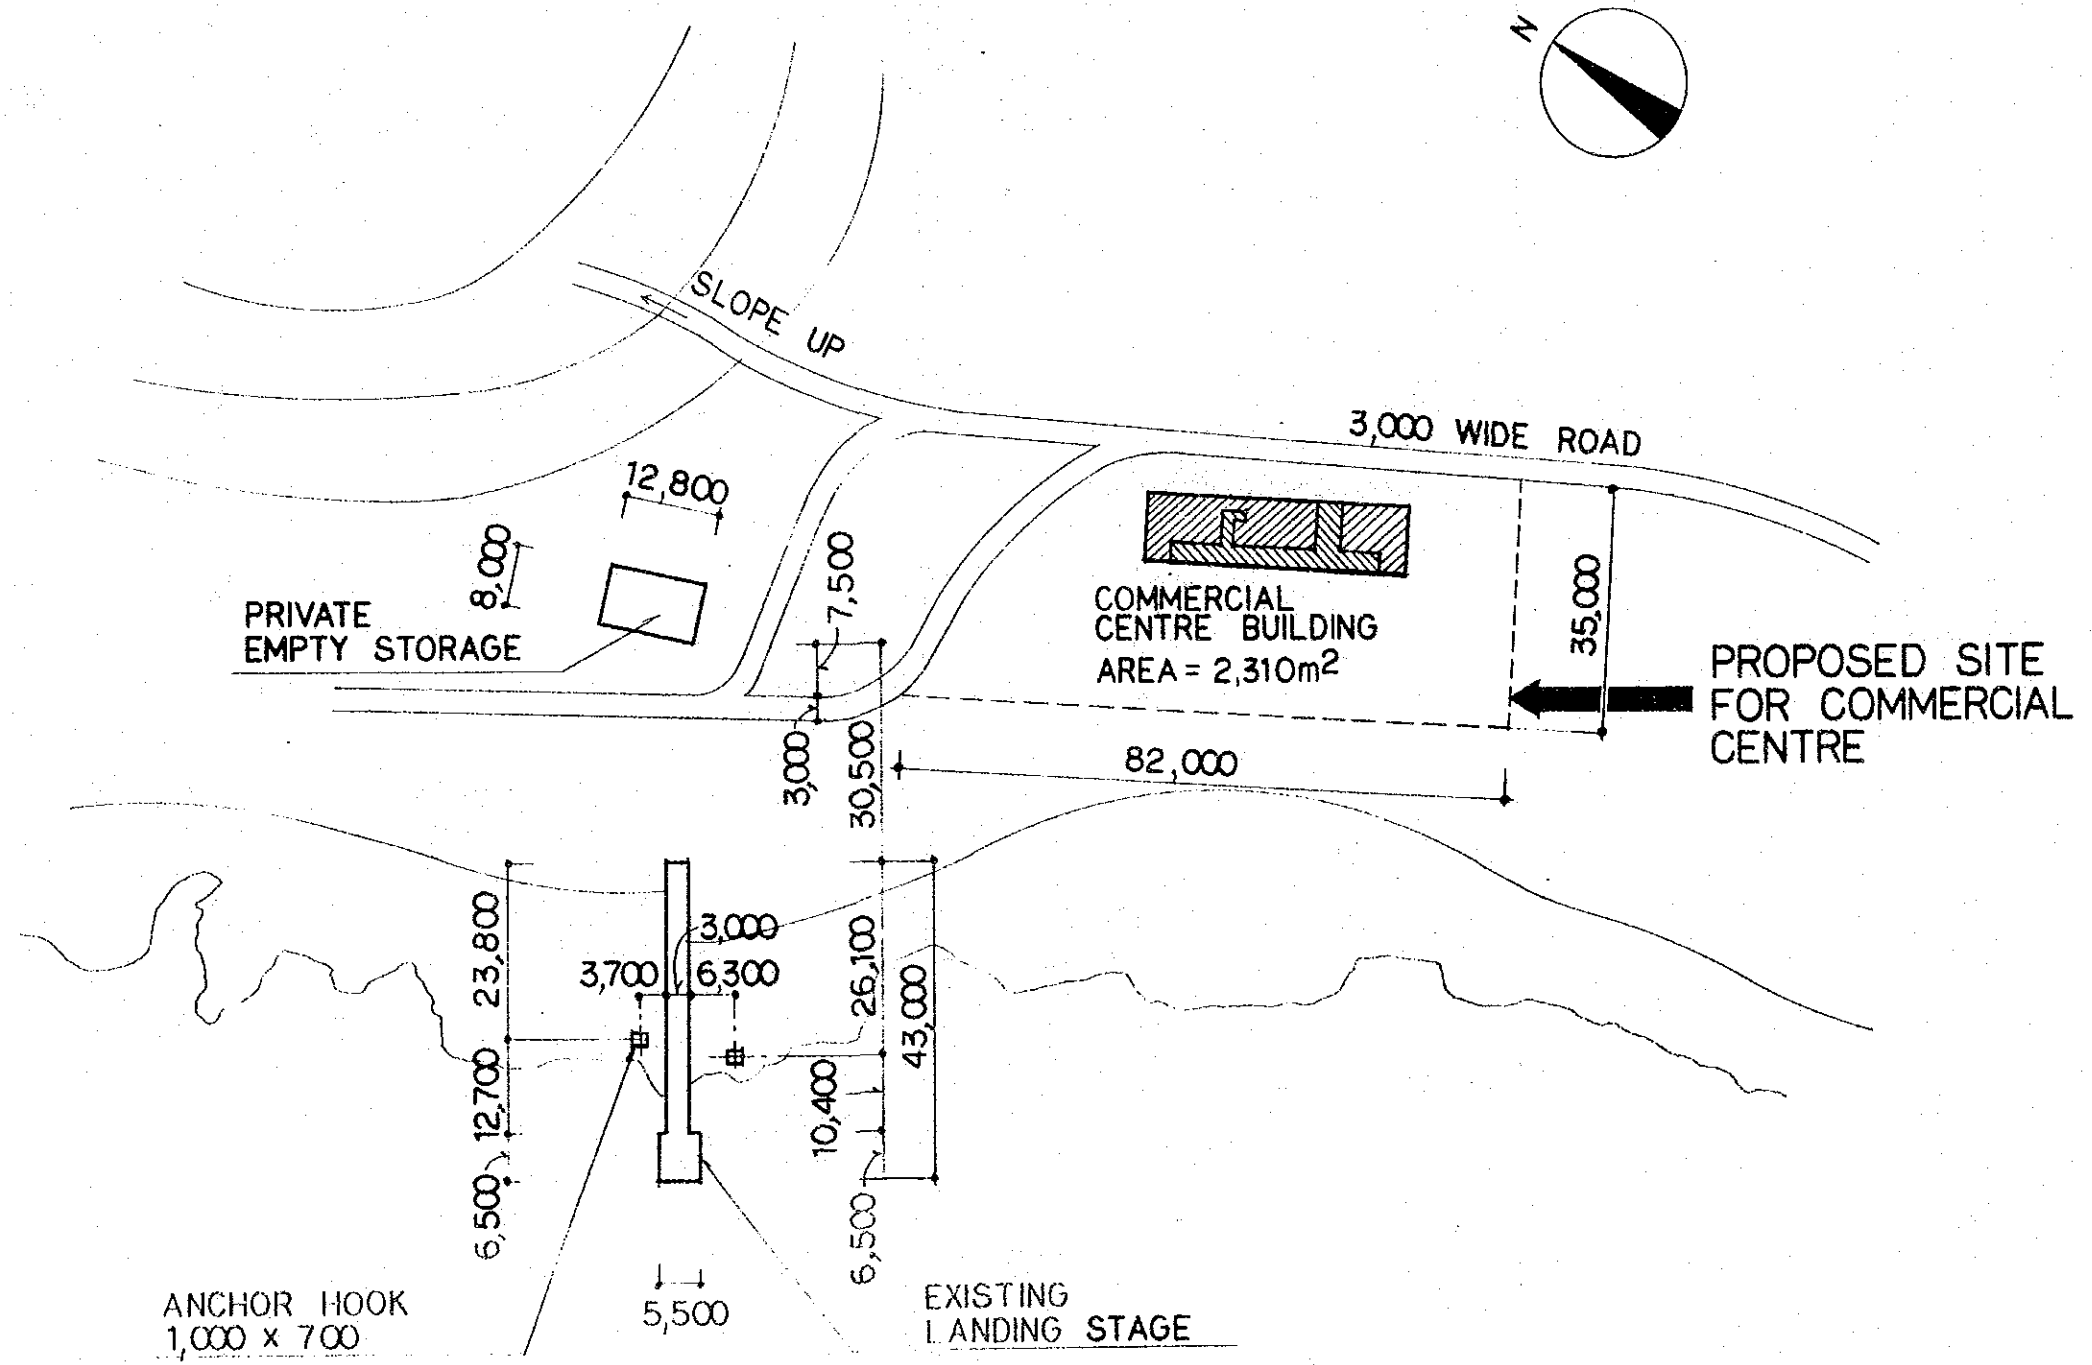 N
SLOPE UP
3,000 WIDE ROAD
12,800
8,000
7,500
PRIVATE
EMPTY STORAGE
COMMERCIAL
CENTRE BUILDING
AREA = 2,310m²
35,000
PROPOSED SITE
FOR COMMERCIAL
CENTRE
3,000
30,500
82,000
23,800
3,000
3,700
6,300
26,100
43,000
12,700
10,400
6,500
6,500
5,500
ANCHOR HOOK
1,000 x 700
EXISTING
LANDING STAGE